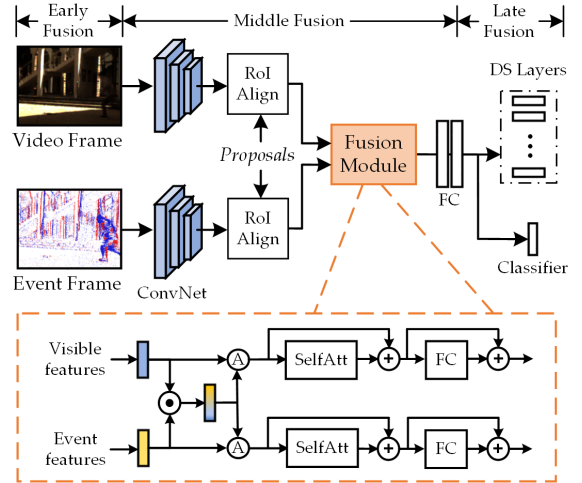 Early
Fusion
Middle Fusion
Late
Fusion
RoI
Align
DS Layers
Video Frame
Proposals
Fusion
Module
FC
RoI
Align
Classifier
Event Frame
ConvNet
Visible
features
A
SelfAtt
+
FC
+
Event
features
A
SelfAtt
+
FC
+